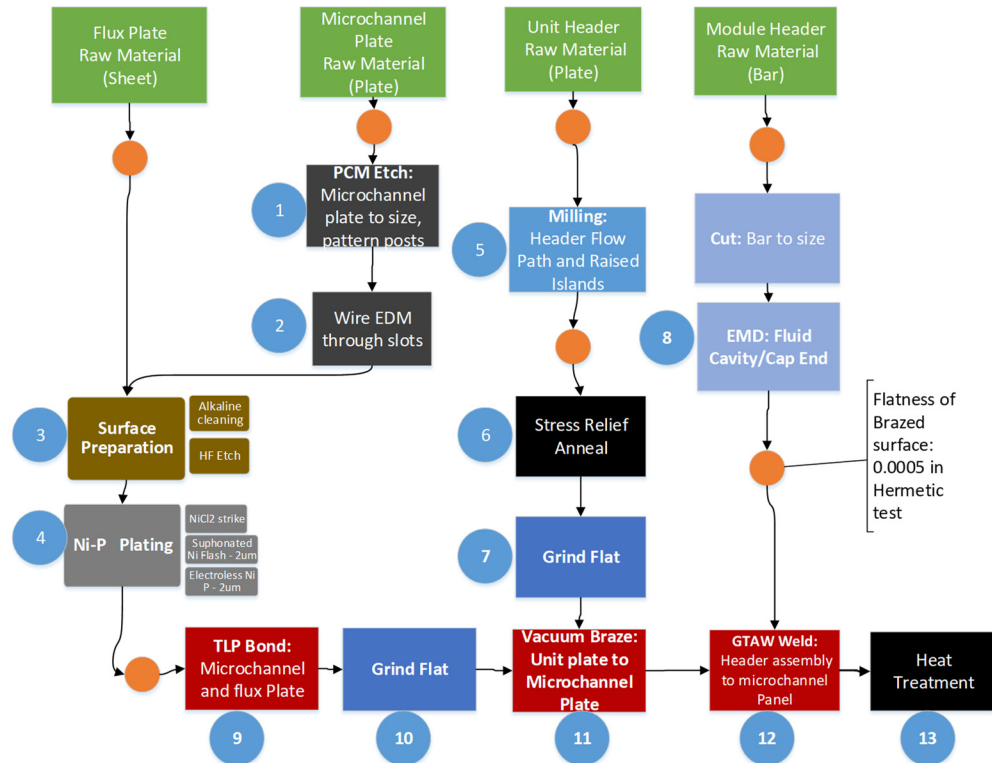 Flux Plate
Raw Material
(Sheet)
Microchannel
Plate
Raw Material
(Plate)
Unit Header
Raw Material
(Plate)
Module Header
Raw Material
(Bar)
1
PCM Etch:
Microchannel
plate to size,
pattern posts
5
Milling:
Header Flow
Path and Raised
Islands
Cut: Bar to size
2
Wire EDM
through slots
8
EMD: Fluid
Cavity/Cap End
3
Surface
Preparation
Alkaline
cleaning
HF Etch
6
Stress Relief
Anneal
Flatness of
Brazed
surface:
0.0005 in
Hermetic
test
4
Ni-P Plating
NiCl2 strike
Suphonated
Ni Flash - 2um
Electroless Ni
P - 2um
7
Grind Flat
TLP Bond:
Microchannel
and flux Plate
Grind Flat
Vacuum Braze:
Unit plate to
Microchannel
Plate
GTAW Weld:
Header assembly
to microchannel
Panel
Heat
Treatment
9
10
11
12
13